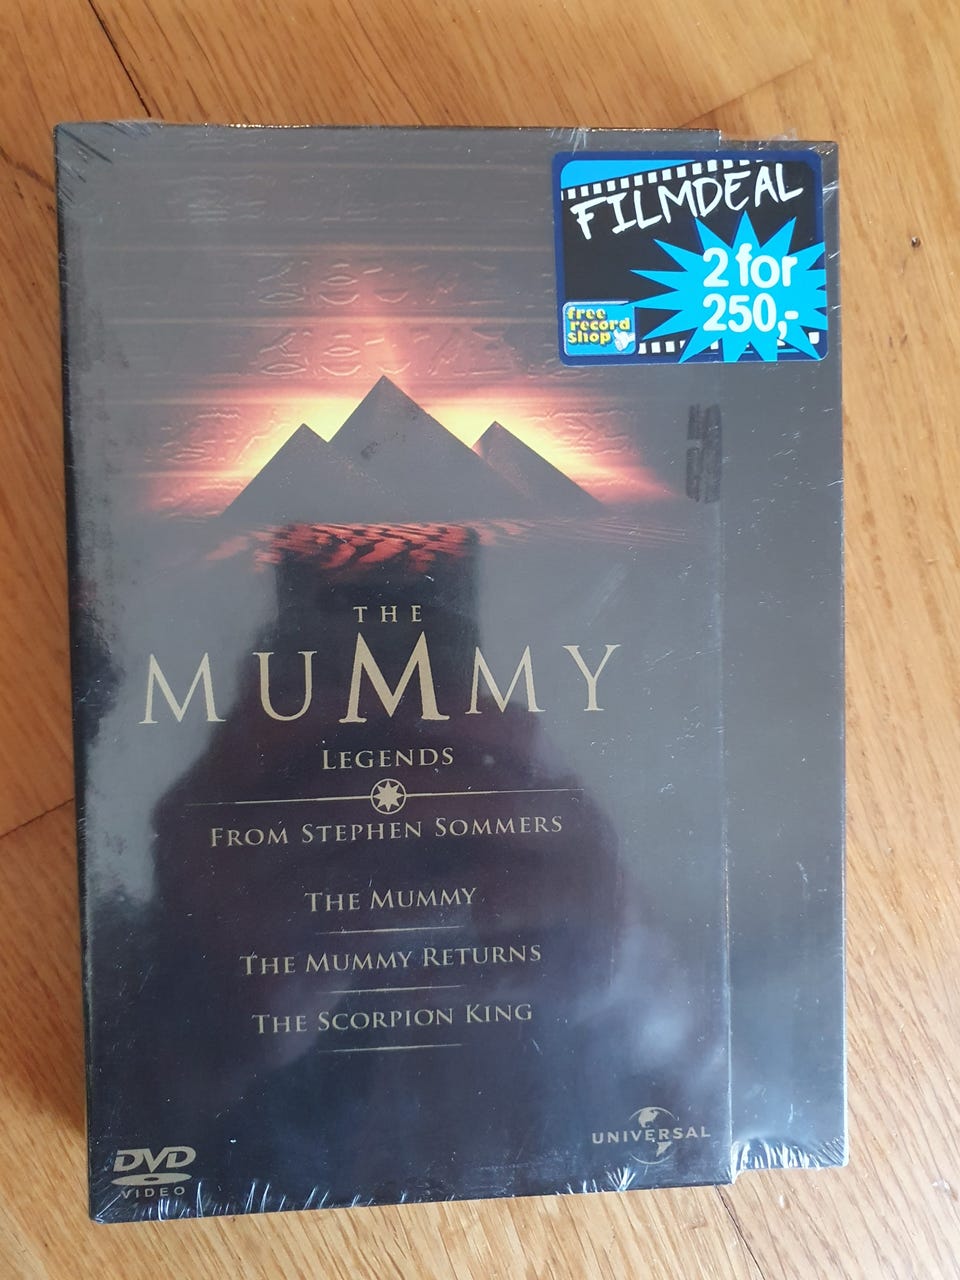 FILMDEAL
2 for
250,-
free
record
shop
THE
MUMMY
LEGENDS
FROM STEPHEN SOMMERS
THE MUMMY
THE MUMMY RETURNS
THE SCORPION KING
UNIVERSAL
DVD
VIDEO